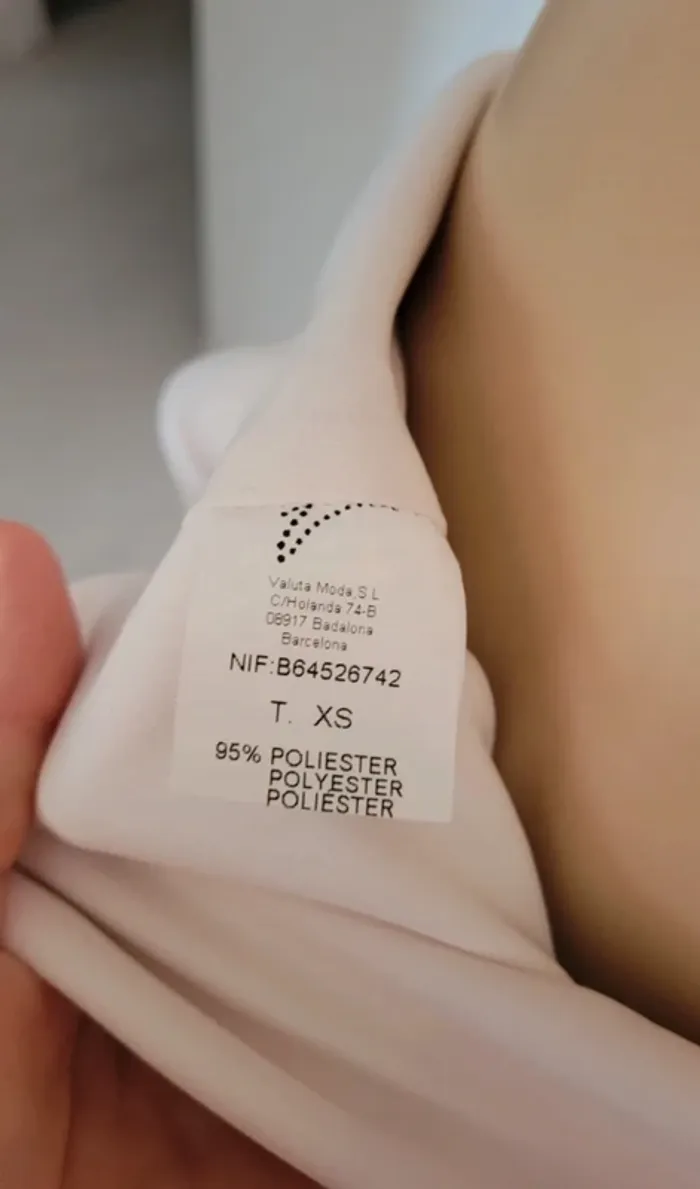 Valuta Moda,S L
C/Holanda 74-B
08917 Badalona
Barcelona
NIF:B64526742
T. XS
95% POLIESTER
POLYESTER
POLIÉSTER